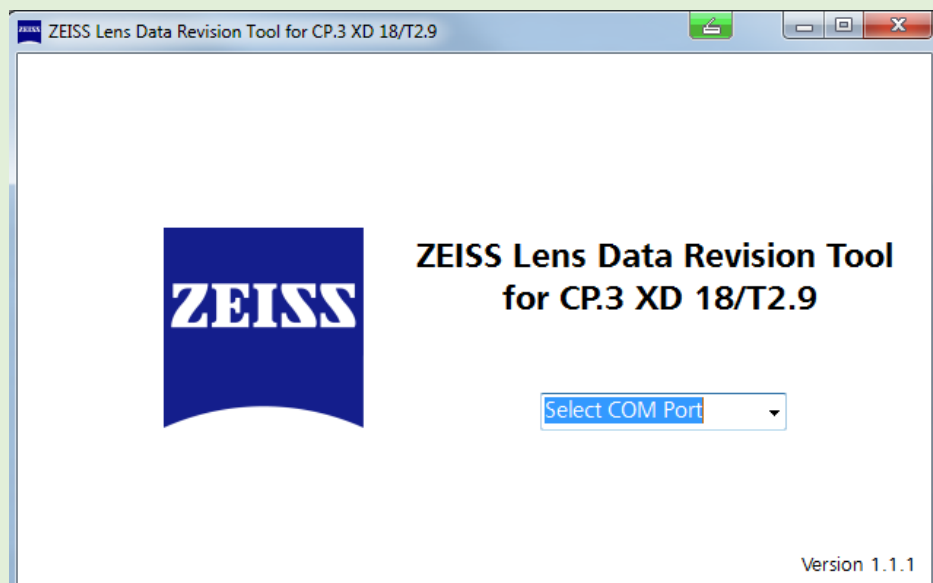 ZEISS Lens Data Revision Tool for CP.3 XD 18/T2.9
ZEISS
ZEISS Lens Data Revision Tool
for CP.3 XD 18/T2.9
Select COM Port
Version 1.1.1